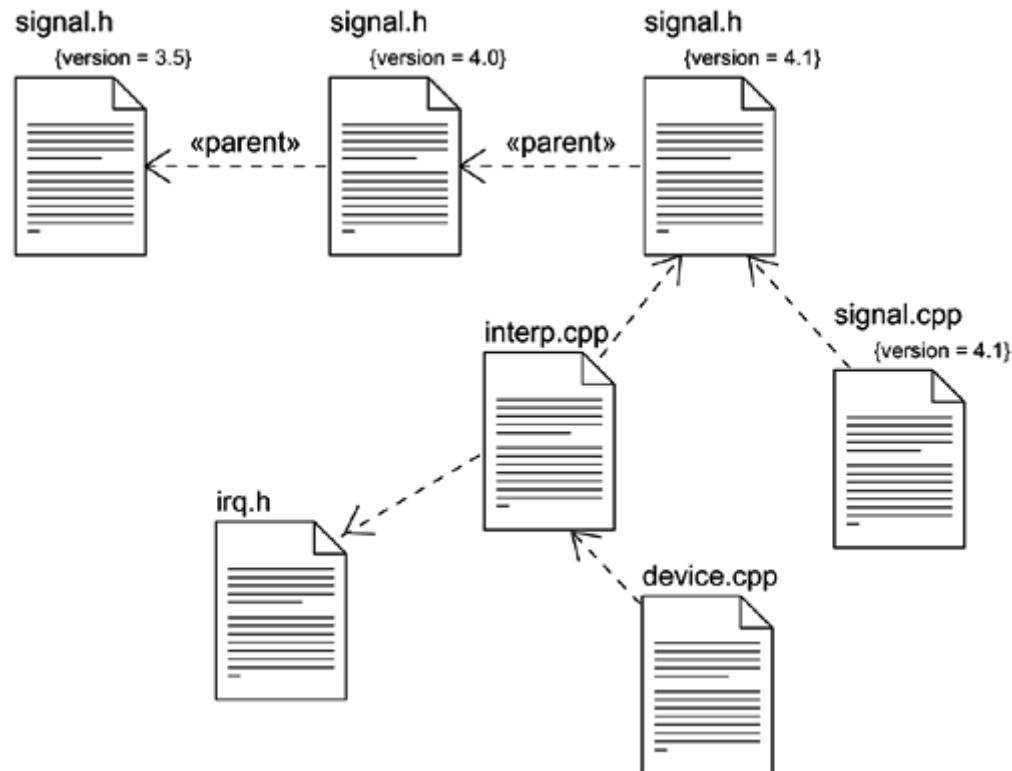 signal.h
{version = 3.5}
signal.h
{version = 4.0}
signal.h
{version = 4.1}
«parent»
«parent»
interp.cpp
signal.cpp
{version = 4.1}
irq.h
device.cpp